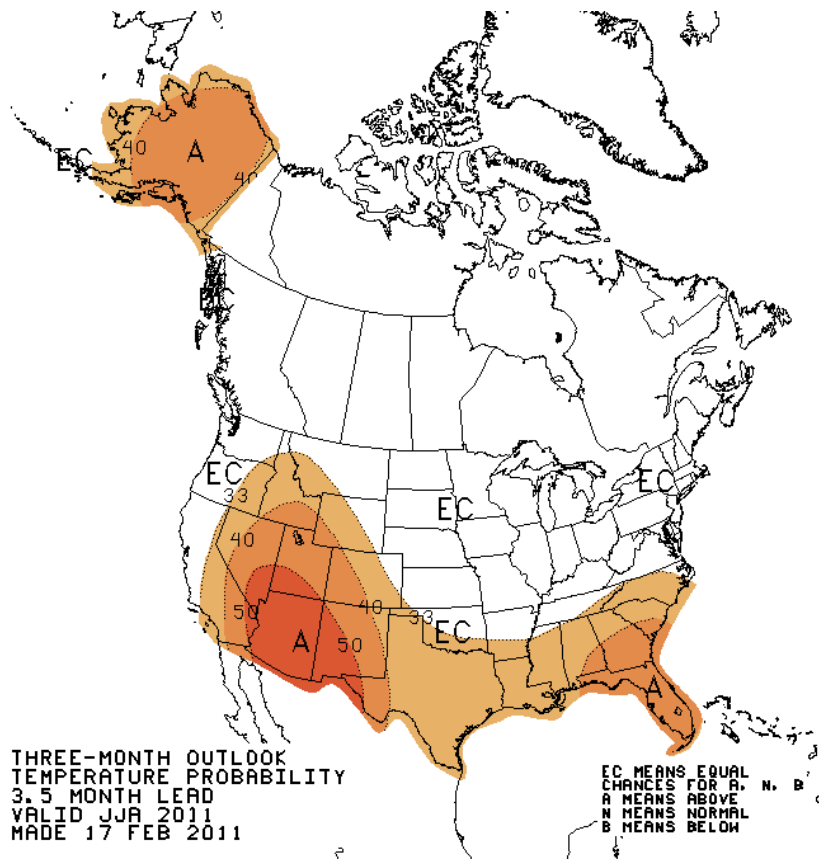 A
40
EC
40
EC
EC
33
EC
EC
40
50
40
33
EC
A
50
A
THREE-MONTH OUTLOOK
TEMPERATURE PROBABILITY
3.5 MONTH LEAD
VALID JJA 2011
MADE 17 FEB 2011
EC MEANS EQUAL
CHANCES FOR A, N, B
A MEANS ABOVE
N MEANS NORMAL
B MEANS BELOW